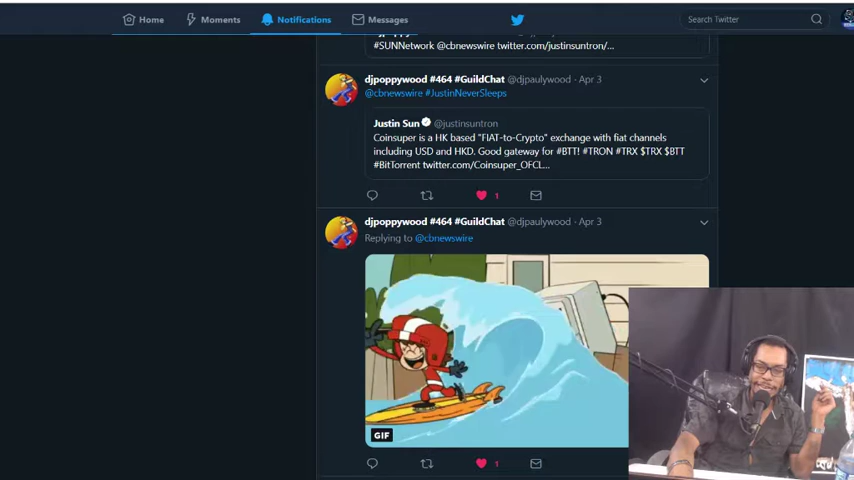 Home
Moments
Notifications
Messages
Search Twitter
#SUNNetwork @cbnewswire twitter.com/justinsuntron/...
djpoppywood #464 #GuildChat @djpaulywood · Apr 3
@cbnewswire #JustinNeverSleeps
Justin Sun @justinsuntron
Coinsuper is a HK based "FIAT-to-Crypto" exchange with fiat channels
including USD and HKD. Good gateway for #BTT! #TRON #TRX $TRX $BTT
#BitTorrent twitter.com/Coinsuper_OFCL...
1
djpoppywood #464 #GuildChat @djpaulywood · Apr 3
Replying to @cbnewswire
GIF
1